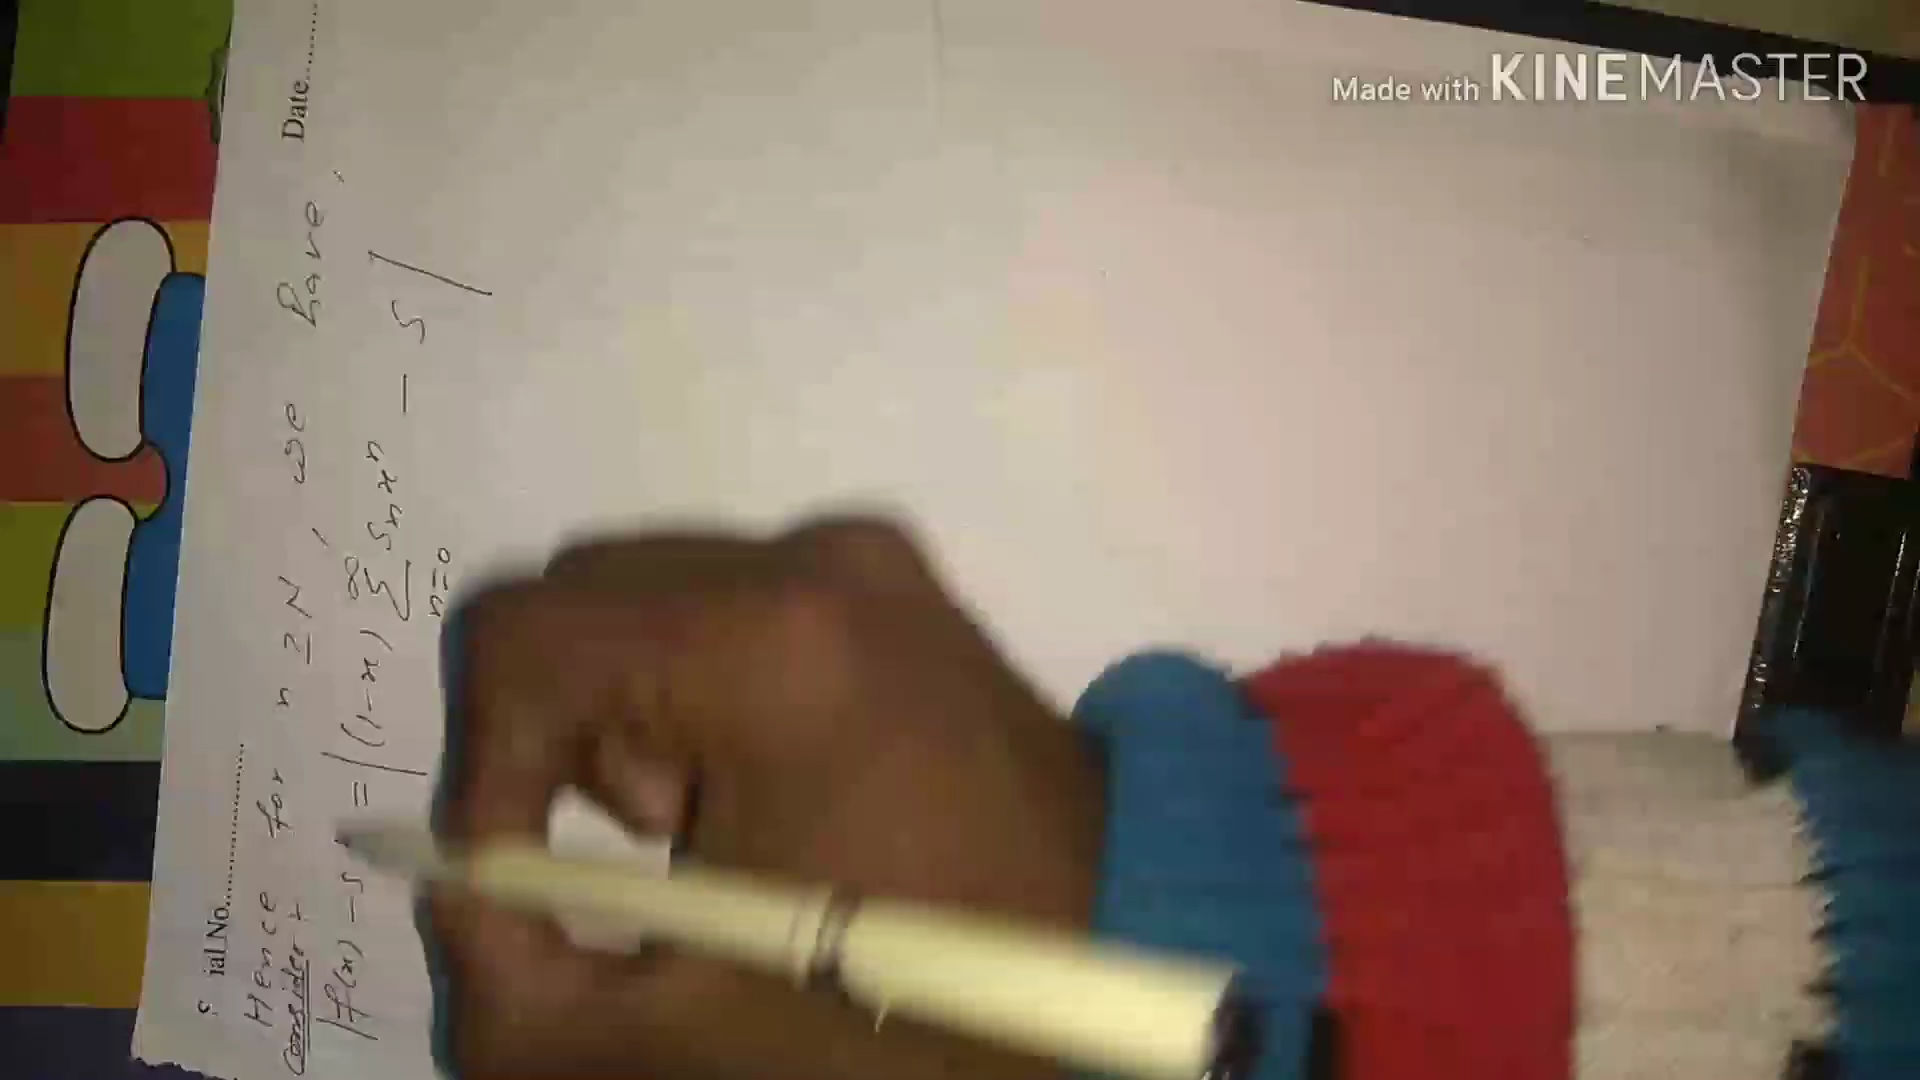 Made with KINEMASTER
ial No. Date
Hence for n ≥ N, we have,
consider :-
|f(x) - s| = |(1-x) ∑_{n=0}^{∞} Sₙxⁿ - S|